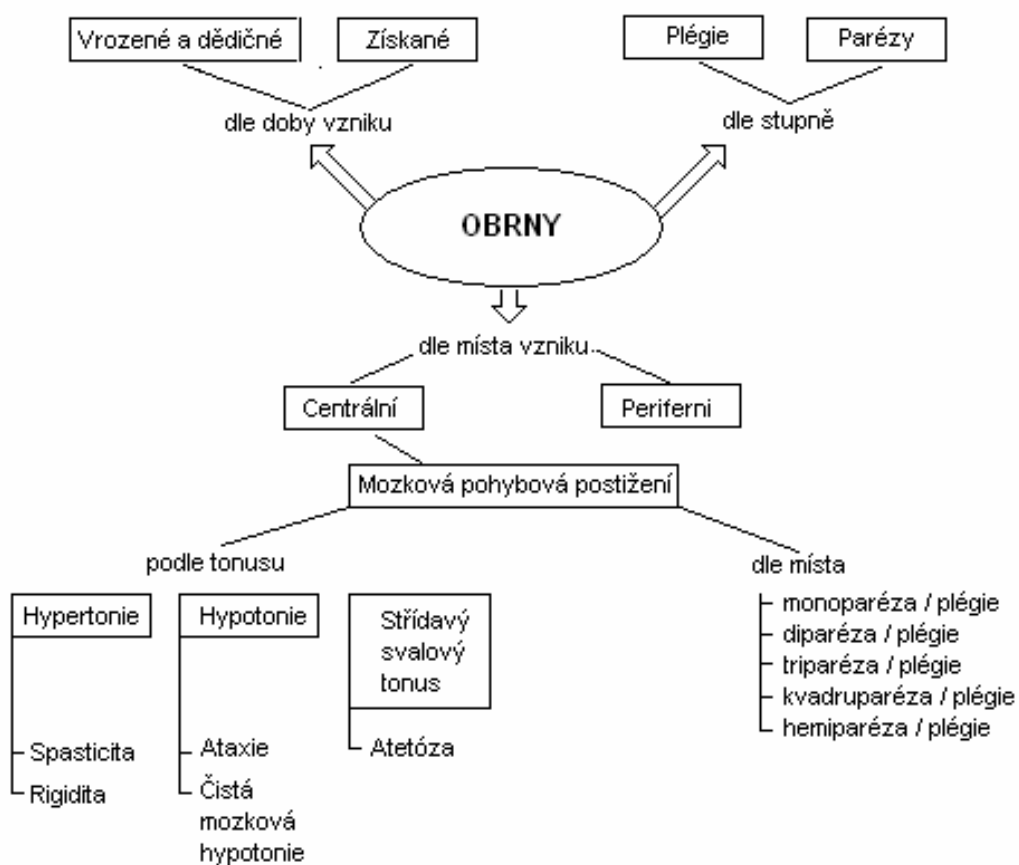 Vrozené a dědičné
Získané
Plégie
Parézy
dle doby vzniku
dle stupně
OBRNY
dle místa vzniku
Centrální
Periferni
Mozková pohybová postižení
podle tonusu
dle místa
Hypertonie
Hypotonie
Střídavý
svalový
tonus
monoparéza / plégie
diparéza / plégie
triparéza / plégie
kvadruparéza / plégie
hemiparéza / plégie
Spasticita
Rigidita
Ataxie
Čistá
mozková
hypotonie
Atetóza